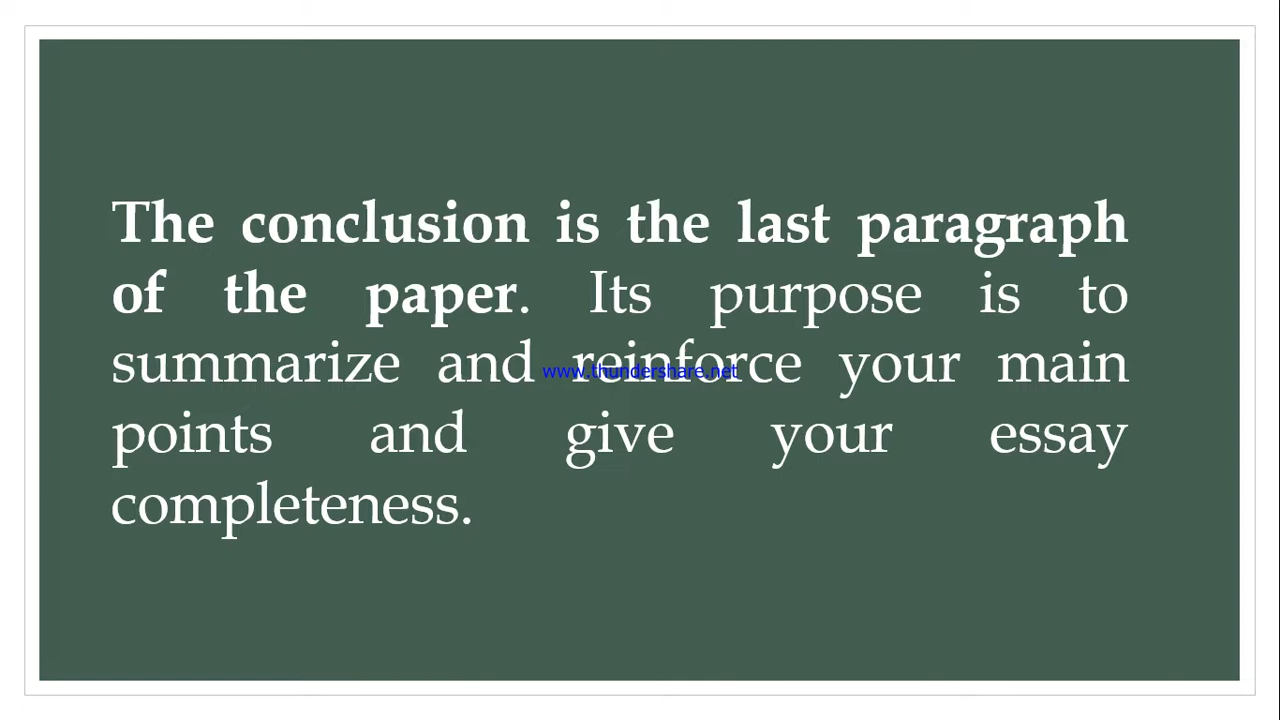 The conclusion is the last paragraph
of the paper. Its purpose is to
summarize and reinforce your main
www.thundershare.net
points and give your essay
completeness.